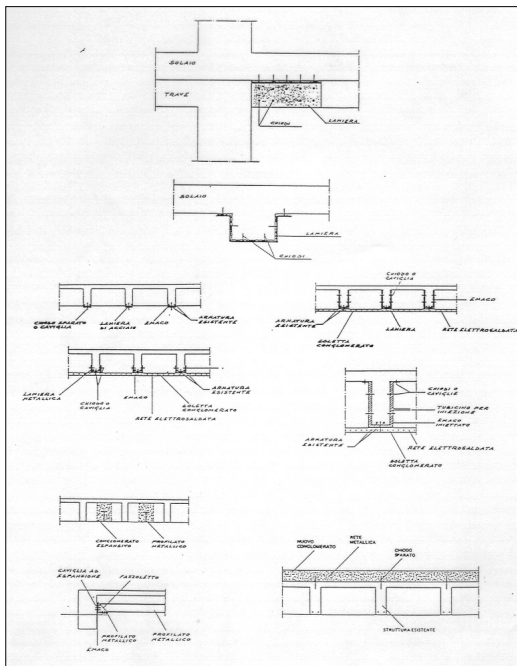 SOLAIO
TRAVE
CHIODI
LAMIERA
SOLAIO
LAMIERA
CHIODI
CHIODO SPARATO
O CAVIGLIA
LAMIERA
DI ACCIAIO
EMACO
ARMATURA
ESISTENTE
CHIODO O
CAVIGLIA
EMACO
ARMATURA
ESISTENTE
LAMIERA
RETE ELETTROSALDATA
SOLETTA
CONGLOMERATO
LAMIERA
METALLICA
CHIODO O
CAVIGLIA
EMACO
ARMATURA
ESISTENTE
SOLETTA
CONGLOMERATO
RETE ELETTROSALDATA
CHIODI O
CAVIGLIE
TUBICINO PER
INIEZIONE
EMACO
INIETTATO
ARMATURA
ESISTENTE
RETE ELETTROSALDATA
SOLETTA
CONGLOMERATO
CONGLOMERATO
ESPANSIVO
PROFILATO
METALLICO
CAVIGLIA AD
ESPANSIONE
FAZZOLETTO
PROFILATO
METALLICO
PROFILATO
METALLICO
EMACO
NUOVO
CONGLOMERATO
RETE
METALLICA
CHIODO
SPARATO
STRUTTURA ESISTENTE